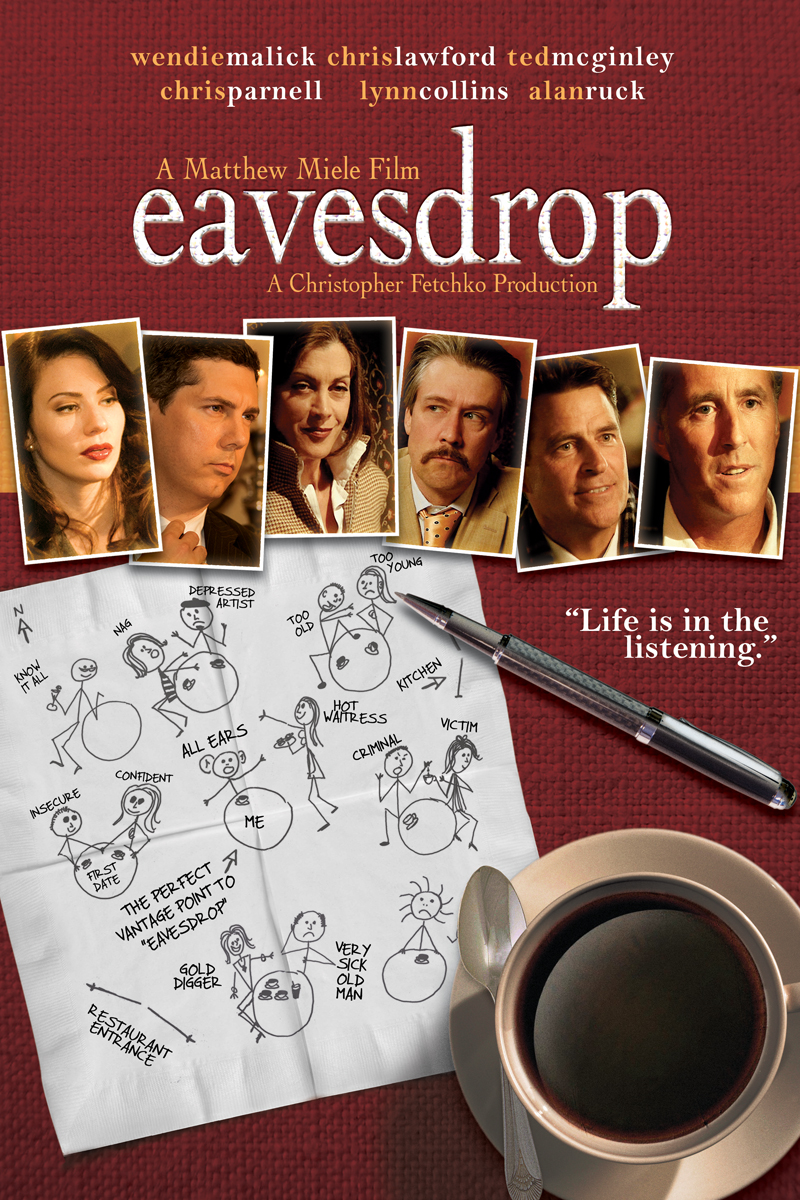 wendiemalick chrislawford tedmcginley
chrisparnell lynncollins alanruck
A Matthew Miele Film
eavesdrop
A Christopher Fetchko Production
"Life is in the
listening."
N
KNOW
IT ALL
NAG
DEPRESSED
ARTIST
TOO
OLD
TOO
YOUNG
KITCHEN
INSECURE
CONFIDENT
FIRST
DATE
ALL EARS
ME
HOT
WAITRESS
CRIMINAL
VICTIM
THE PERFECT
VANTAGE POINT TO
"EAVESDROP"
GOLD
DIGGER
VERY
SICK
OLD
MAN
RESTAURANT
ENTRANCE